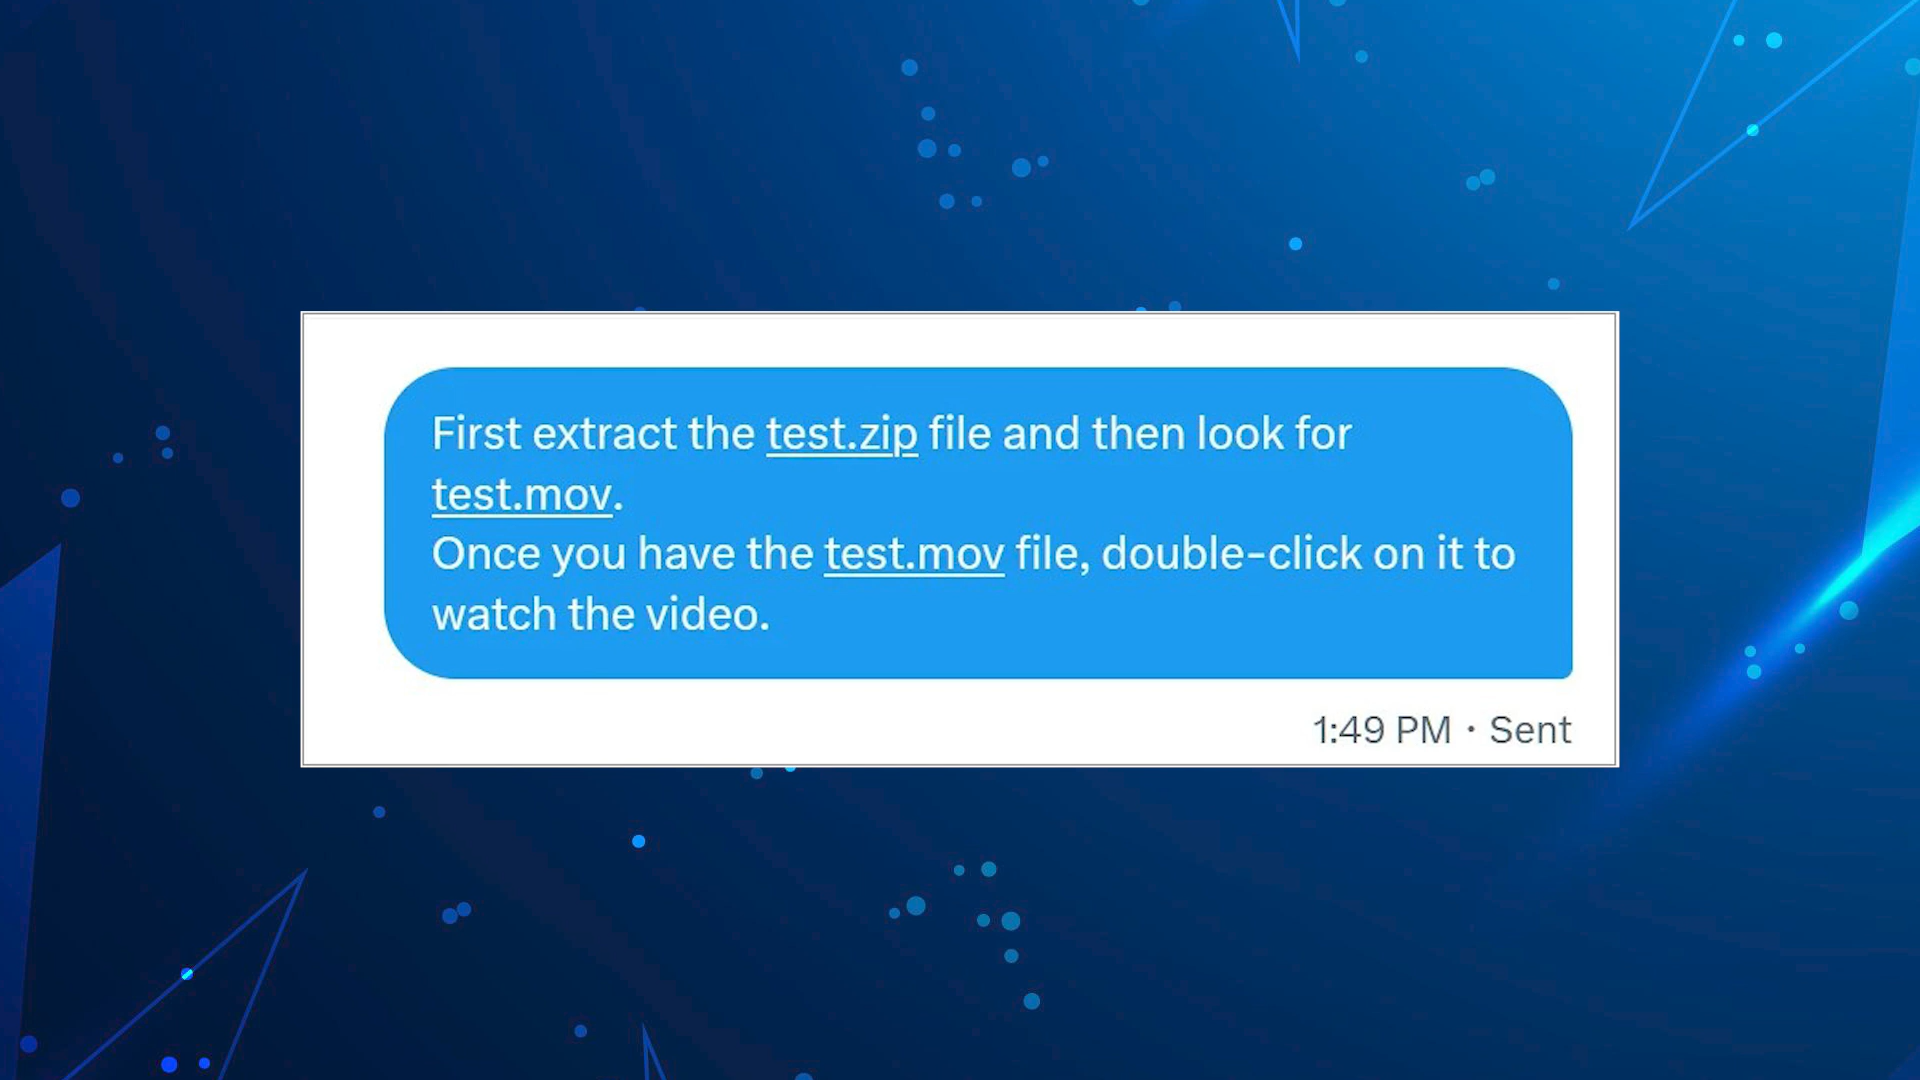 First extract the test.zip file and then look for
test.mov.
Once you have the test.mov file, double-click on it to
watch the video.
1:49 PM · Sent